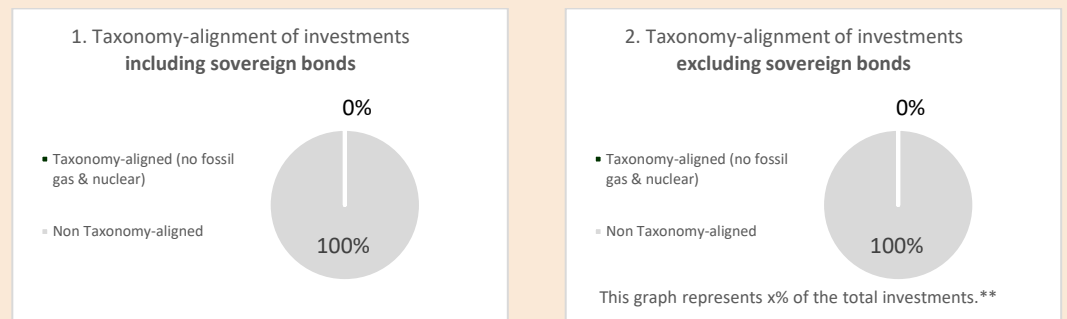 1. Taxonomy-alignment of investments
including sovereign bonds
0%
Taxonomy-aligned (no fossil
gas & nuclear)
Non Taxonomy-aligned
100%
2. Taxonomy-alignment of investments
excluding sovereign bonds
0%
Taxonomy-aligned (no fossil
gas & nuclear)
Non Taxonomy-aligned
100%
This graph represents x% of the total investments.**